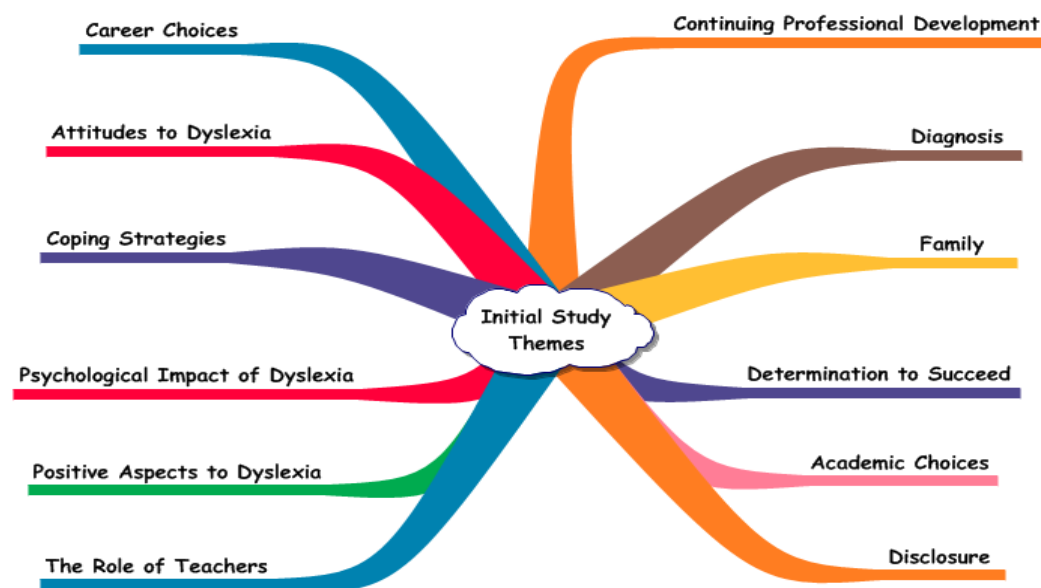 Career Choices
Continuing Professional Development
Attitudes to Dyslexia
Diagnosis
Coping Strategies
Family
Initial Study
Themes
Psychological Impact of Dyslexia
Determination to Succeed
Positive Aspects to Dyslexia
Academic Choices
The Role of Teachers
Disclosure